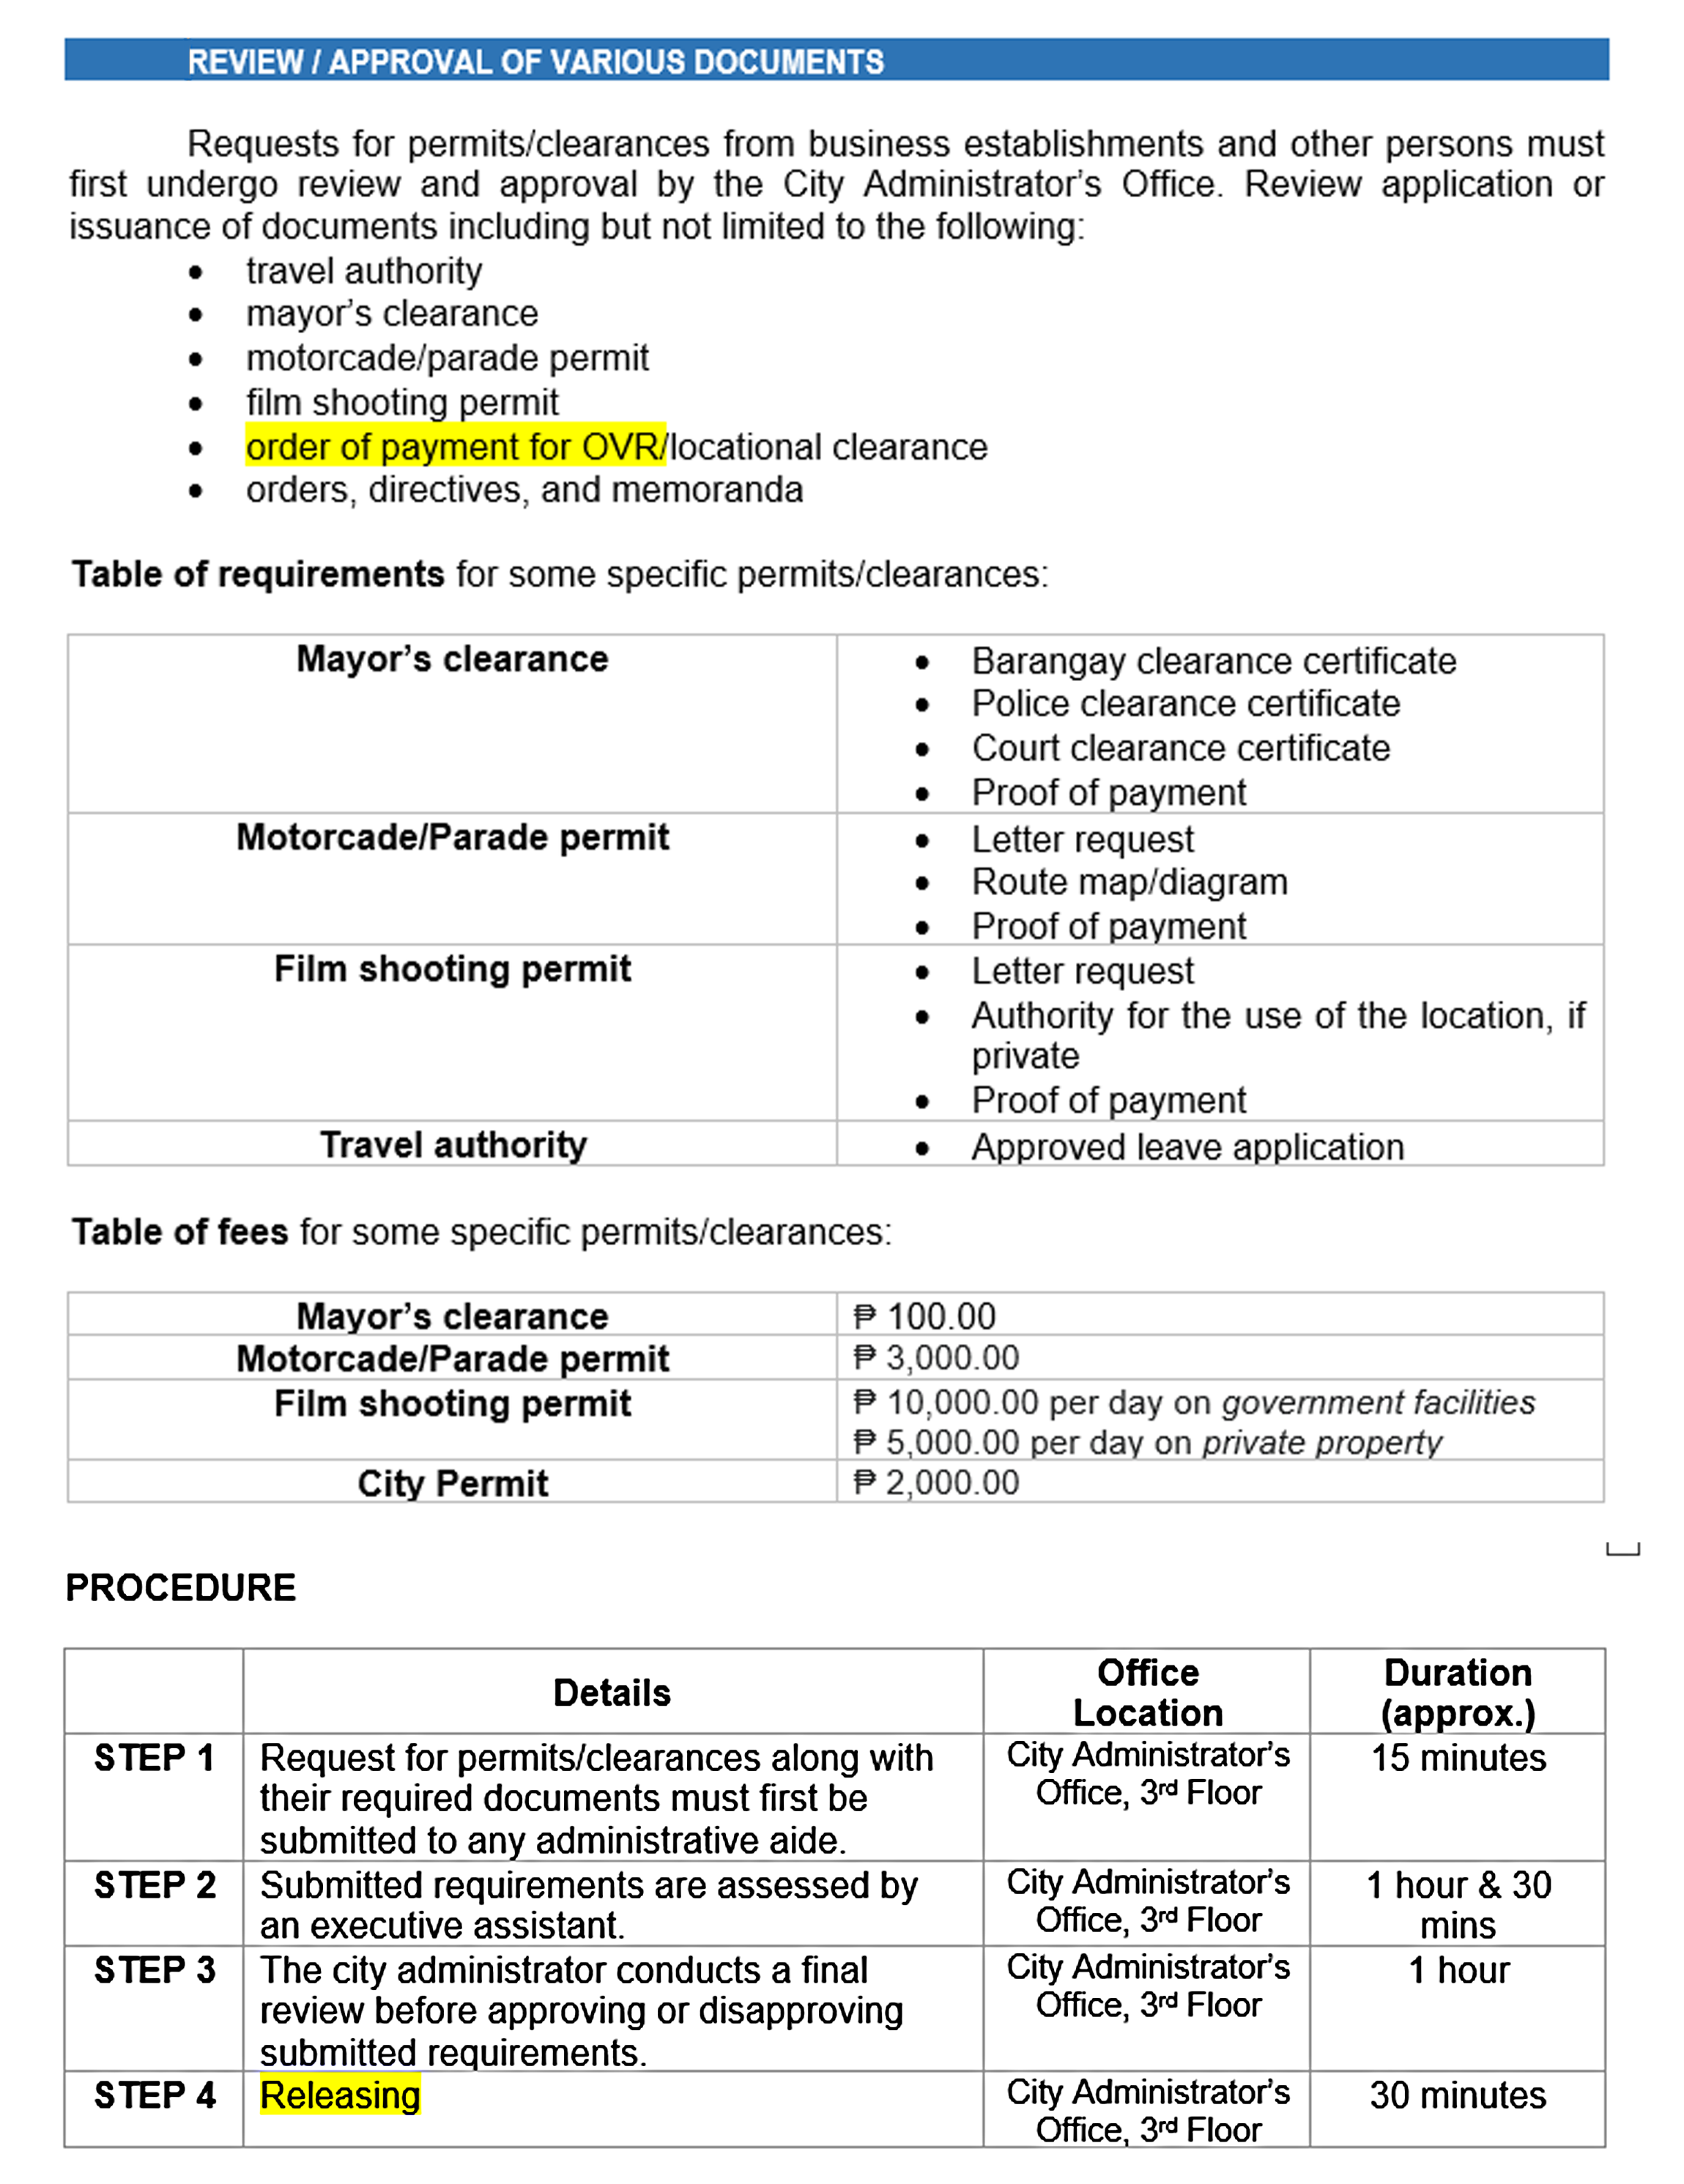 REVIEW / APPROVAL OF VARIOUS DOCUMENTS
Requests for permits/clearances from business establishments and other persons must
first undergo review and approval by the City Administrator’s Office. Review application or
issuance of documents including but not limited to the following:
• travel authority
• mayor’s clearance
• motorcade/parade permit
• film shooting permit
• order of payment for OVR/locational clearance
• orders, directives, and memoranda
Table of requirements for some specific permits/clearances:
Mayor’s clearance
• Barangay clearance certificate
• Police clearance certificate
• Court clearance certificate
• Proof of payment
Motorcade/Parade permit
• Letter request
• Route map/diagram
• Proof of payment
Film shooting permit
• Letter request
• Authority for the use of the location, if
private
• Proof of payment
Travel authority
• Approved leave application
Table of fees for some specific permits/clearances:
Mayor’s clearance ₱ 100.00
Motorcade/Parade permit ₱ 3,000.00
Film shooting permit ₱ 10,000.00 per day on government facilities
₱ 5,000.00 per day on private property
City Permit ₱ 2,000.00
PROCEDURE
Details
Office
Location
Duration
(approx.)
STEP 1
Request for permits/clearances along with
their required documents must first be
submitted to any administrative aide.
City Administrator’s
Office, 3rd Floor
15 minutes
STEP 2
Submitted requirements are assessed by
an executive assistant.
City Administrator’s
Office, 3rd Floor
1 hour & 30
mins
STEP 3
The city administrator conducts a final
review before approving or disapproving
submitted requirements.
City Administrator’s
Office, 3rd Floor
1 hour
STEP 4
Releasing
City Administrator’s
Office, 3rd Floor
30 minutes